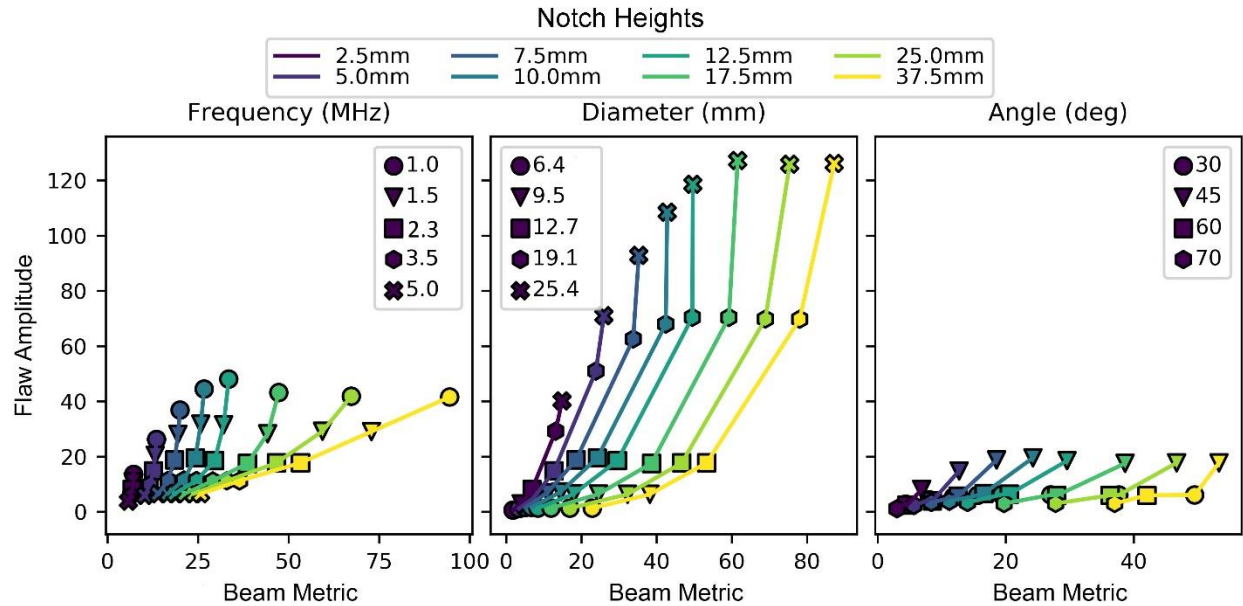 Notch Heights
2.5mm 7.5mm 12.5mm 25.0mm
5.0mm 10.0mm 17.5mm 37.5mm
Frequency (MHz) Diameter (mm) Angle (deg)
Flaw Amplitude
120
100
80
60
40
20
0
1.0
1.5
2.3
3.5
5.0
6.4
9.5
12.7
19.1
25.4
30
45
60
70
0 25 50 75 100
0 20 40 60 80
0 20 40
Beam Metric Beam Metric Beam Metric